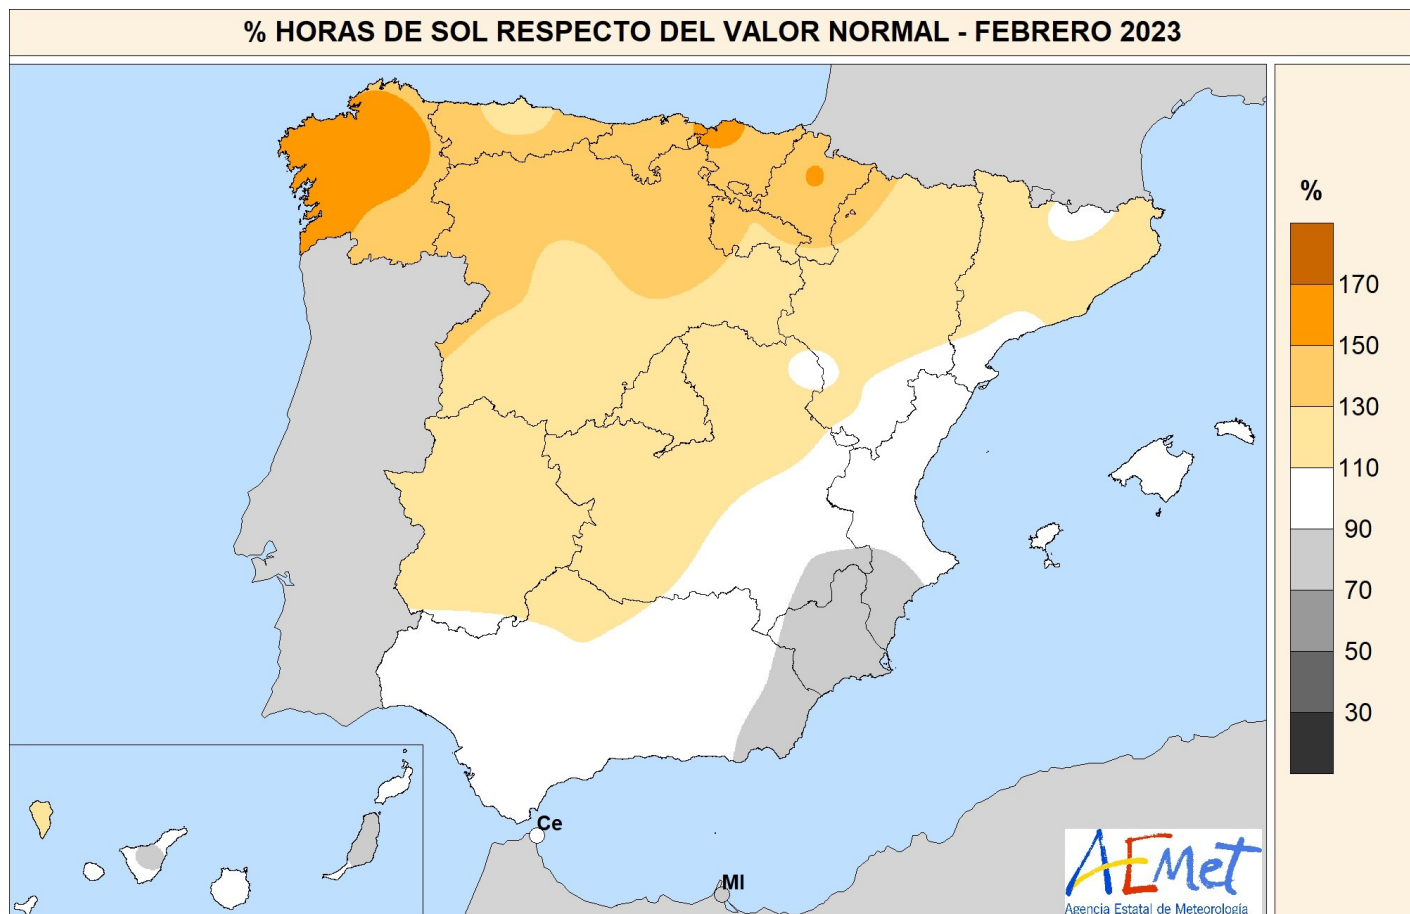 % HORAS DE SOL RESPECTO DEL VALOR NORMAL - FEBRERO 2023
%
170
150
130
110
90
70
50
30
Ce
Ml
AEMet
Agencia Estatal de Meteorología